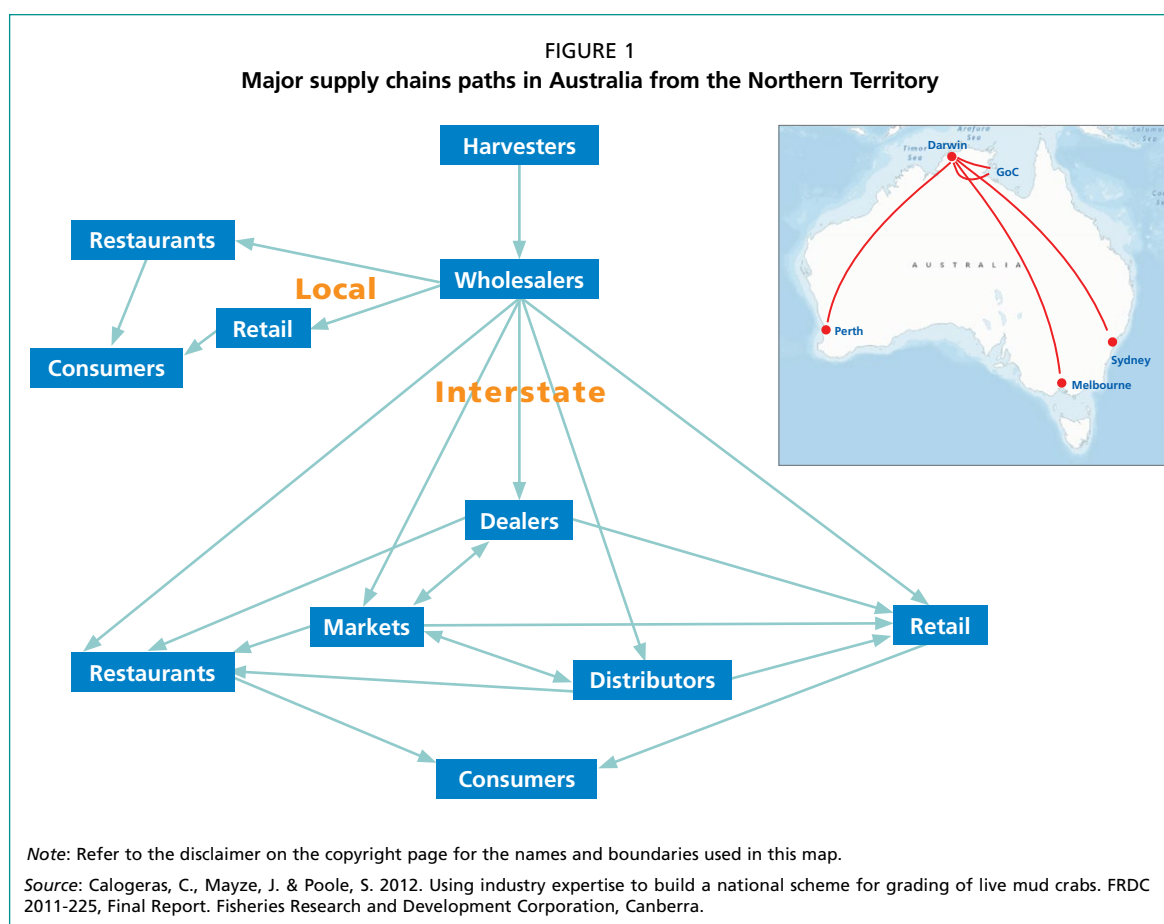 FIGURE 1
Major supply chains paths in Australia from the Northern Territory
Harvesters
Restaurants
Wholesalers
Local
Retail
Consumers
Interstate
Dealers
Markets
Retail
Restaurants
Distributors
Consumers
Arafura
Sea
Timor
Sea
Darwin
GoC
AUSTRALIA
Perth
Sydney
Melbourne
Note: Refer to the disclaimer on the copyright page for the names and boundaries used in this map.
Source: Calogeras, C., Mayze, J. & Poole, S. 2012. Using industry expertise to build a national scheme for grading of live mud crabs. FRDC
2011-225, Final Report. Fisheries Research and Development Corporation, Canberra.